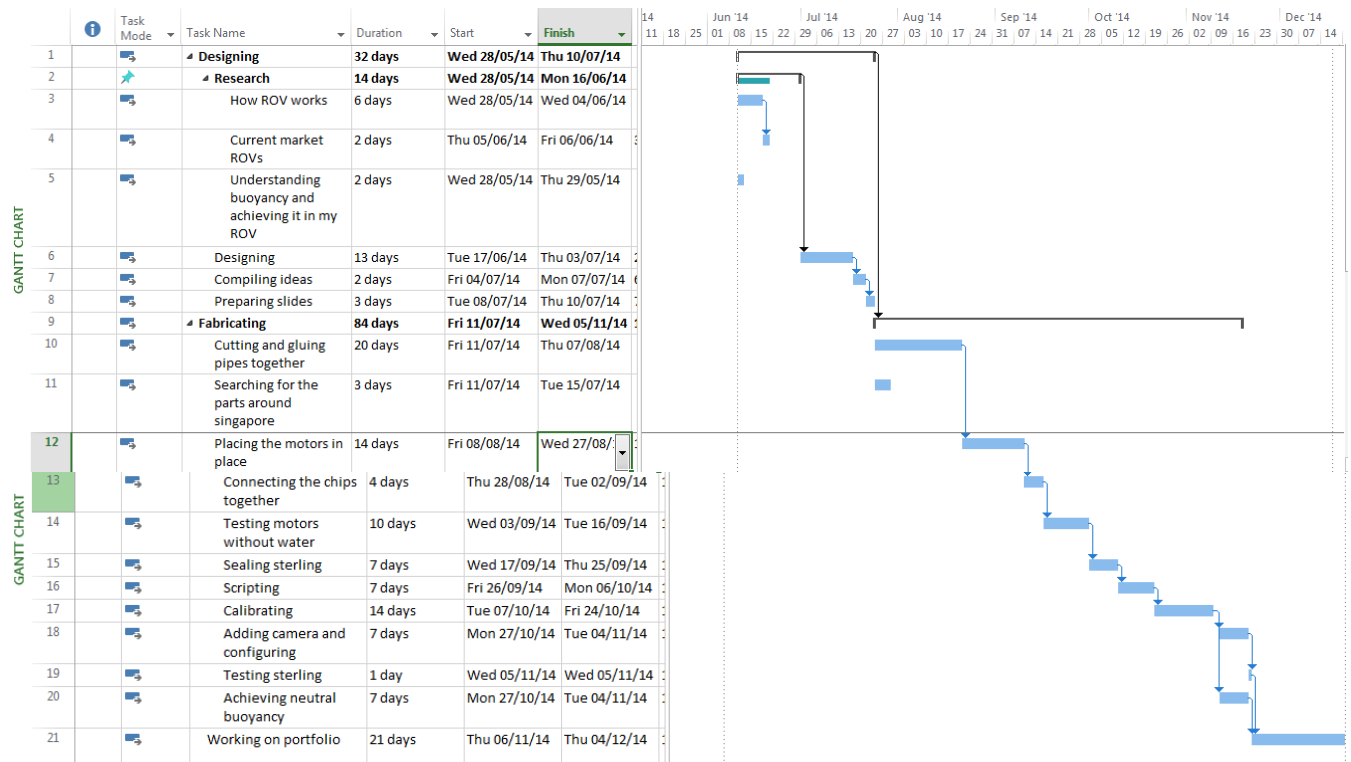 Task Mode Task Name Duration Start Finish
14 Jun '14 Jul '14 Aug '14 Sep '14 Oct '14 Nov '14 Dec '14
11 18 25 01 08 15 22 29 06 13 20 27 03 10 17 24 31 07 14 21 28 05 12 19 26 02 09 16 23 30 07 14
GANTT CHART
1 Designing 32 days Wed 28/05/14 Thu 10/07/14
2 Research 14 days Wed 28/05/14 Mon 16/06/14
3 How ROV works 6 days Wed 28/05/14 Wed 04/06/14
4 Current market ROVs 2 days Thu 05/06/14 Fri 06/06/14
5 Understanding buoyancy and achieving it in my ROV 2 days Wed 28/05/14 Thu 29/05/14
6 Designing 13 days Tue 17/06/14 Thu 03/07/14
7 Compiling ideas 2 days Fri 04/07/14 Mon 07/07/14
8 Preparing slides 3 days Tue 08/07/14 Thu 10/07/14
9 Fabricating 84 days Fri 11/07/14 Wed 05/11/14
10 Cutting and gluing pipes together 20 days Fri 11/07/14 Thu 07/08/14
11 Searching for the parts around singapore 3 days Fri 11/07/14 Tue 15/07/14
12 Placing the motors in place 14 days Fri 08/08/14 Wed 27/08/
GANTT CHART
13 Connecting the chips together 4 days Thu 28/08/14 Tue 02/09/14
14 Testing motors without water 10 days Wed 03/09/14 Tue 16/09/14
15 Sealing sterling 7 days Wed 17/09/14 Thu 25/09/14
16 Scripting 7 days Fri 26/09/14 Mon 06/10/14
17 Calibrating 14 days Tue 07/10/14 Fri 24/10/14
18 Adding camera and configuring 7 days Mon 27/10/14 Tue 04/11/14
19 Testing sterling 1 day Wed 05/11/14 Wed 05/11/14
20 Achieving neutral buoyancy 7 days Mon 27/10/14 Tue 04/11/14
21 Working on portfolio 21 days Thu 06/11/14 Thu 04/12/14